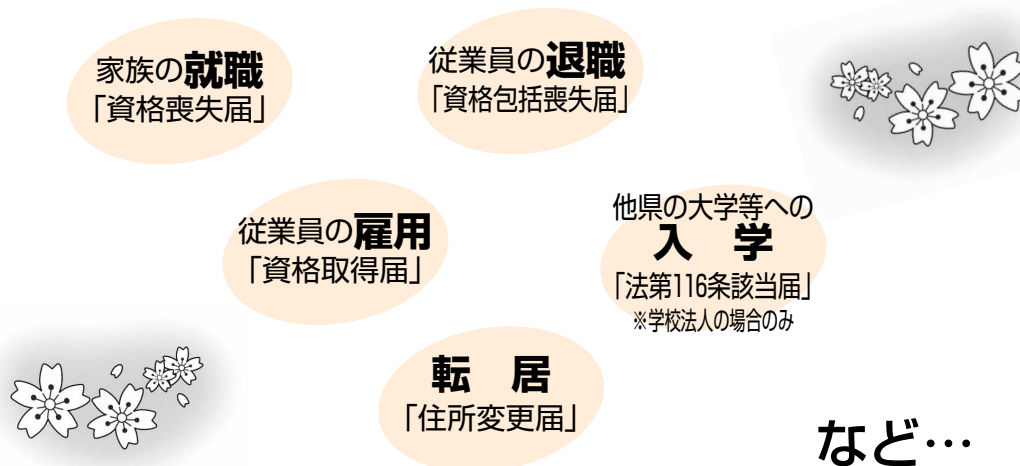 家族の就職
「資格喪失届」
従業員の退職
「資格包括喪失届」
従業員の雇用
「資格取得届」
他県の大学等への
入　学
「法第116条該当届」
※学校法人の場合のみ
転　居
「住所変更届」
など…